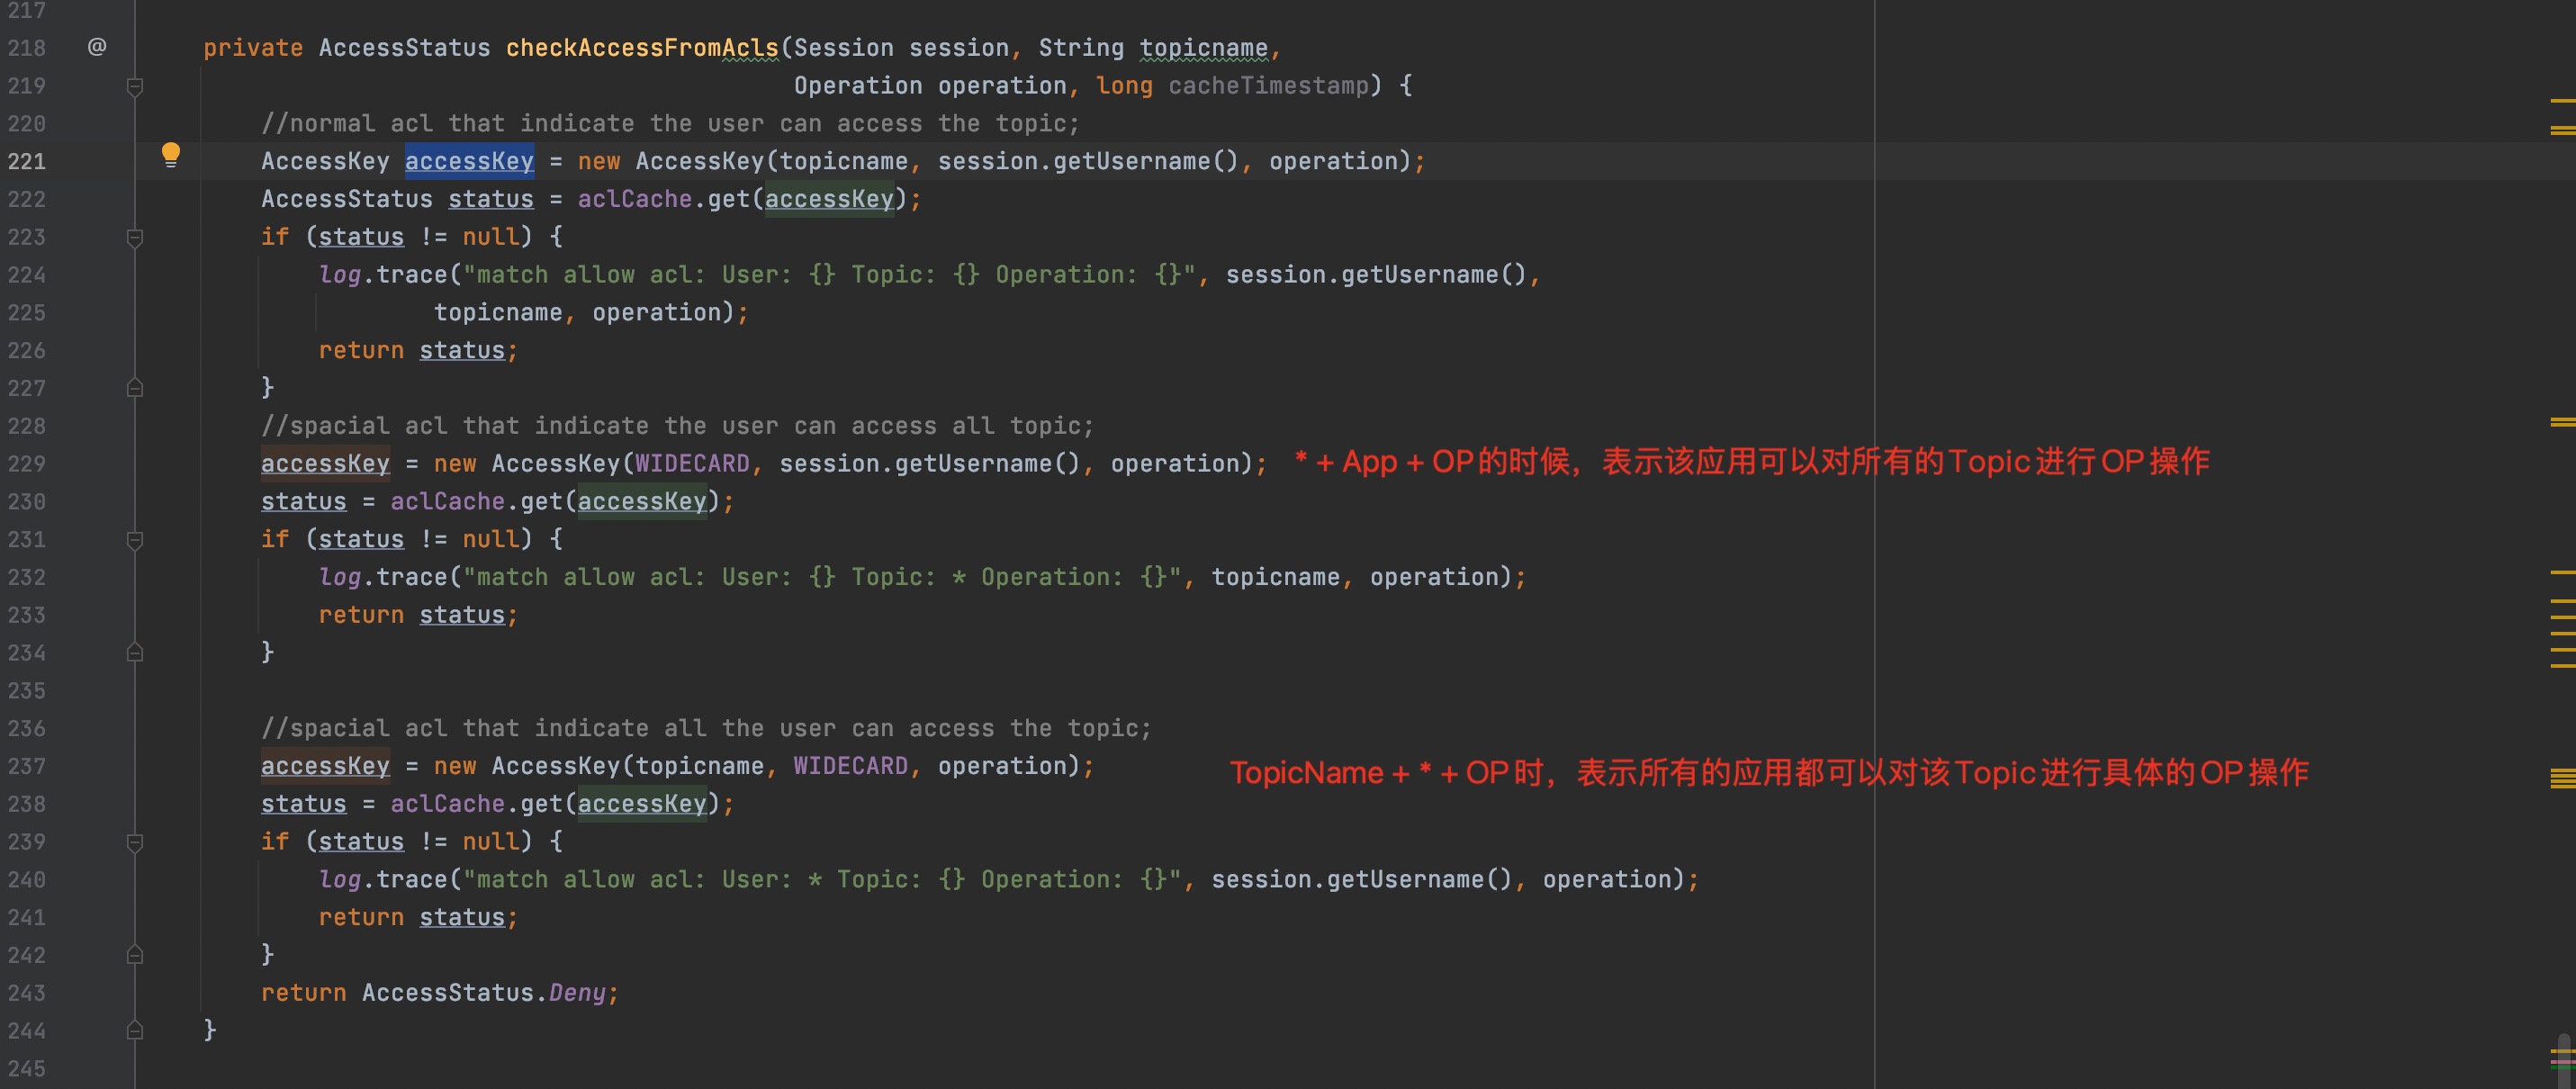 217
218 @ private AccessStatus checkAccessFromAcls(Session session, String topicname,
219 Operation operation, long cacheTimestamp) {
220 //normal acl that indicate the user can access the topic;
221 AccessKey accessKey = new AccessKey(topicname, session.getUsername(), operation);
222 AccessStatus status = aclCache.get(accessKey);
223 if (status != null) {
224 log.trace("match allow acl: User: {} Topic: {} Operation: {}", session.getUsername(),
225 topicname, operation);
226 return status;
227 }
228 //spacial acl that indicate the user can access all topic;
229 accessKey = new AccessKey(WIDECARD, session.getUsername(), operation); * + App + OP的时候，表示该应用可以对所有的Topic进行OP操作
230 status = aclCache.get(accessKey);
231 if (status != null) {
232 log.trace("match allow acl: User: {} Topic: * Operation: {}", topicname, operation);
233 return status;
234 }
235
236 //spacial acl that indicate all the user can access the topic;
237 accessKey = new AccessKey(topicname, WIDECARD, operation); TopicName + * + OP时，表示所有的应用都可以对该Topic进行具体的OP操作
238 status = aclCache.get(accessKey);
239 if (status != null) {
240 log.trace("match allow acl: User: * Topic: {} Operation: {}", session.getUsername(), operation);
241 return status;
242 }
243 return AccessStatus.Deny;
244 }
245